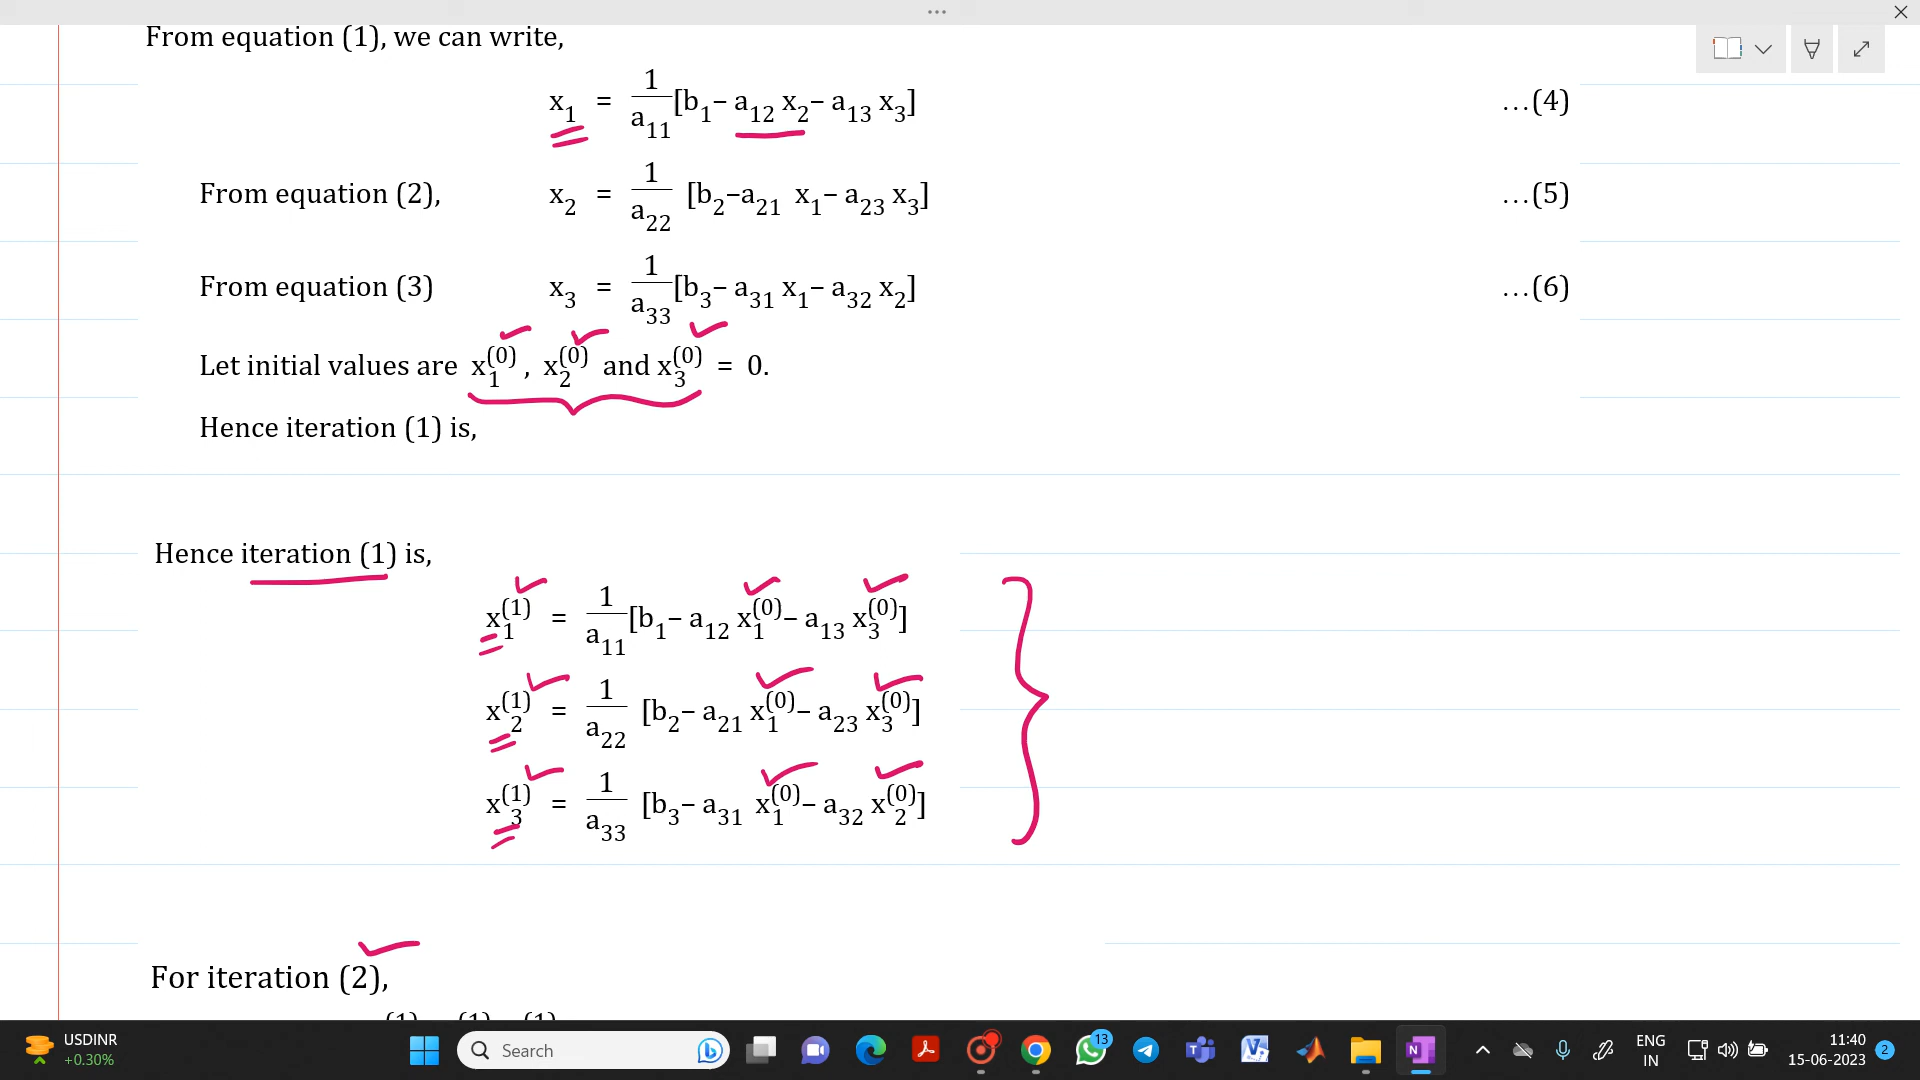 From equation (1), we can write,
x₁ = 1/a₁₁ [b₁– a₁₂ x₂– a₁₃ x₃] …(4)
From equation (2), x₂ = 1/a₂₂ [b₂–a₂₁ x₁– a₂₃ x₃] …(5)
From equation (3) x₃ = 1/a₃₃ [b₃– a₃₁ x₁– a₃₂ x₂] …(6)
Let initial values are x₁⁽⁰⁾ , x₂⁽⁰⁾ and x₃⁽⁰⁾ = 0.
Hence iteration (1) is,
Hence iteration (1) is,
x₁⁽¹⁾ = 1/a₁₁ [b₁– a₁₂ x₁⁽⁰⁾– a₁₃ x₃⁽⁰⁾]
x₂⁽¹⁾ = 1/a₂₂ [b₂– a₂₁ x₁⁽⁰⁾– a₂₃ x₃⁽⁰⁾]
x₃⁽¹⁾ = 1/a₃₃ [b₃– a₃₁ x₁⁽⁰⁾– a₃₂ x₂⁽⁰⁾]
For iteration (2),
(1) (1) (1)
USDINR
+0.30%
Search
13
ENG
IN
11:40
15-06-2023
2